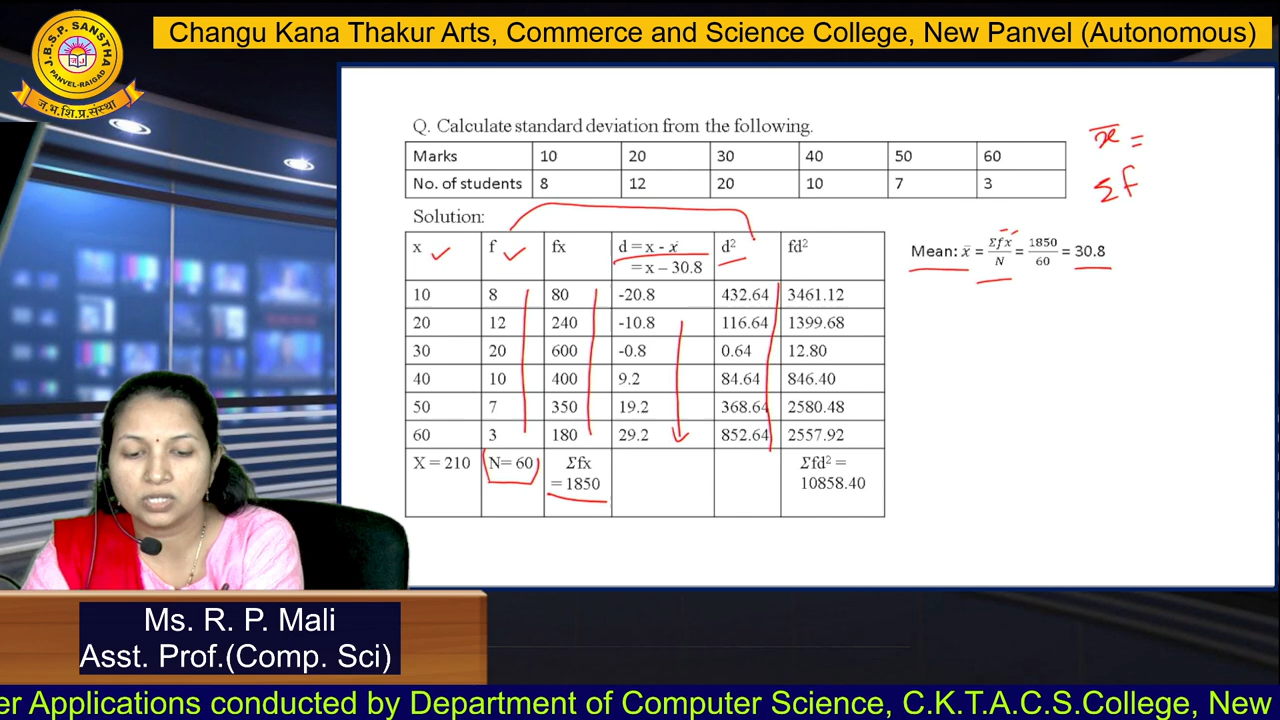 Changu Kana Thakur Arts, Commerce and Science College, New Panvel (Autonomous)
J.B.S.P. SANSTHA
PANVEL-RAIGAD
ज.भ.शि.प्र.संस्था
Q. Calculate standard deviation from the following.
Marks 10 20 30 40 50 60
No. of students 8 12 20 10 7 3
x̄ =
Σf
Solution:
x f fx d = x - x̄ d² fd²
= x – 30.8
10 8 80 -20.8 432.64 3461.12
20 12 240 -10.8 116.64 1399.68
30 20 600 -0.8 0.64 12.80
40 10 400 9.2 84.64 846.40
50 7 350 19.2 368.64 2580.48
60 3 180 29.2 852.64 2557.92
X = 210 N= 60 Σfx = 1850 Σfd² = 10858.40
Mean: x̄ = Σfx/N = 1850/60 = 30.8
Ms. R. P. Mali
Asst. Prof.(Comp. Sci)
er Applications conducted by Department of Computer Science, C.K.T.A.C.S.College, New